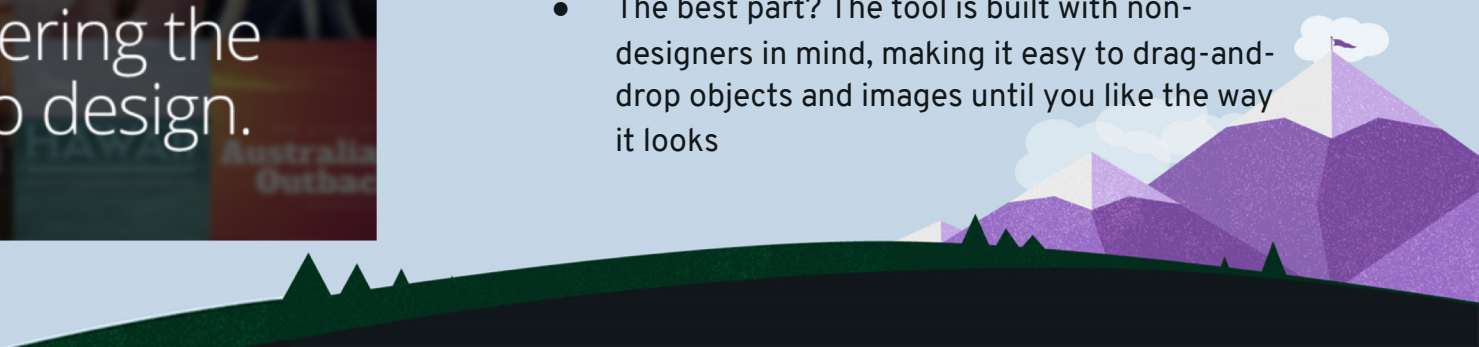 ering the
o design.
HAWAI
Australia
Outbac
The best part? The tool is built with non-
designers in mind, making it easy to drag-and-
drop objects and images until you like the way
it looks